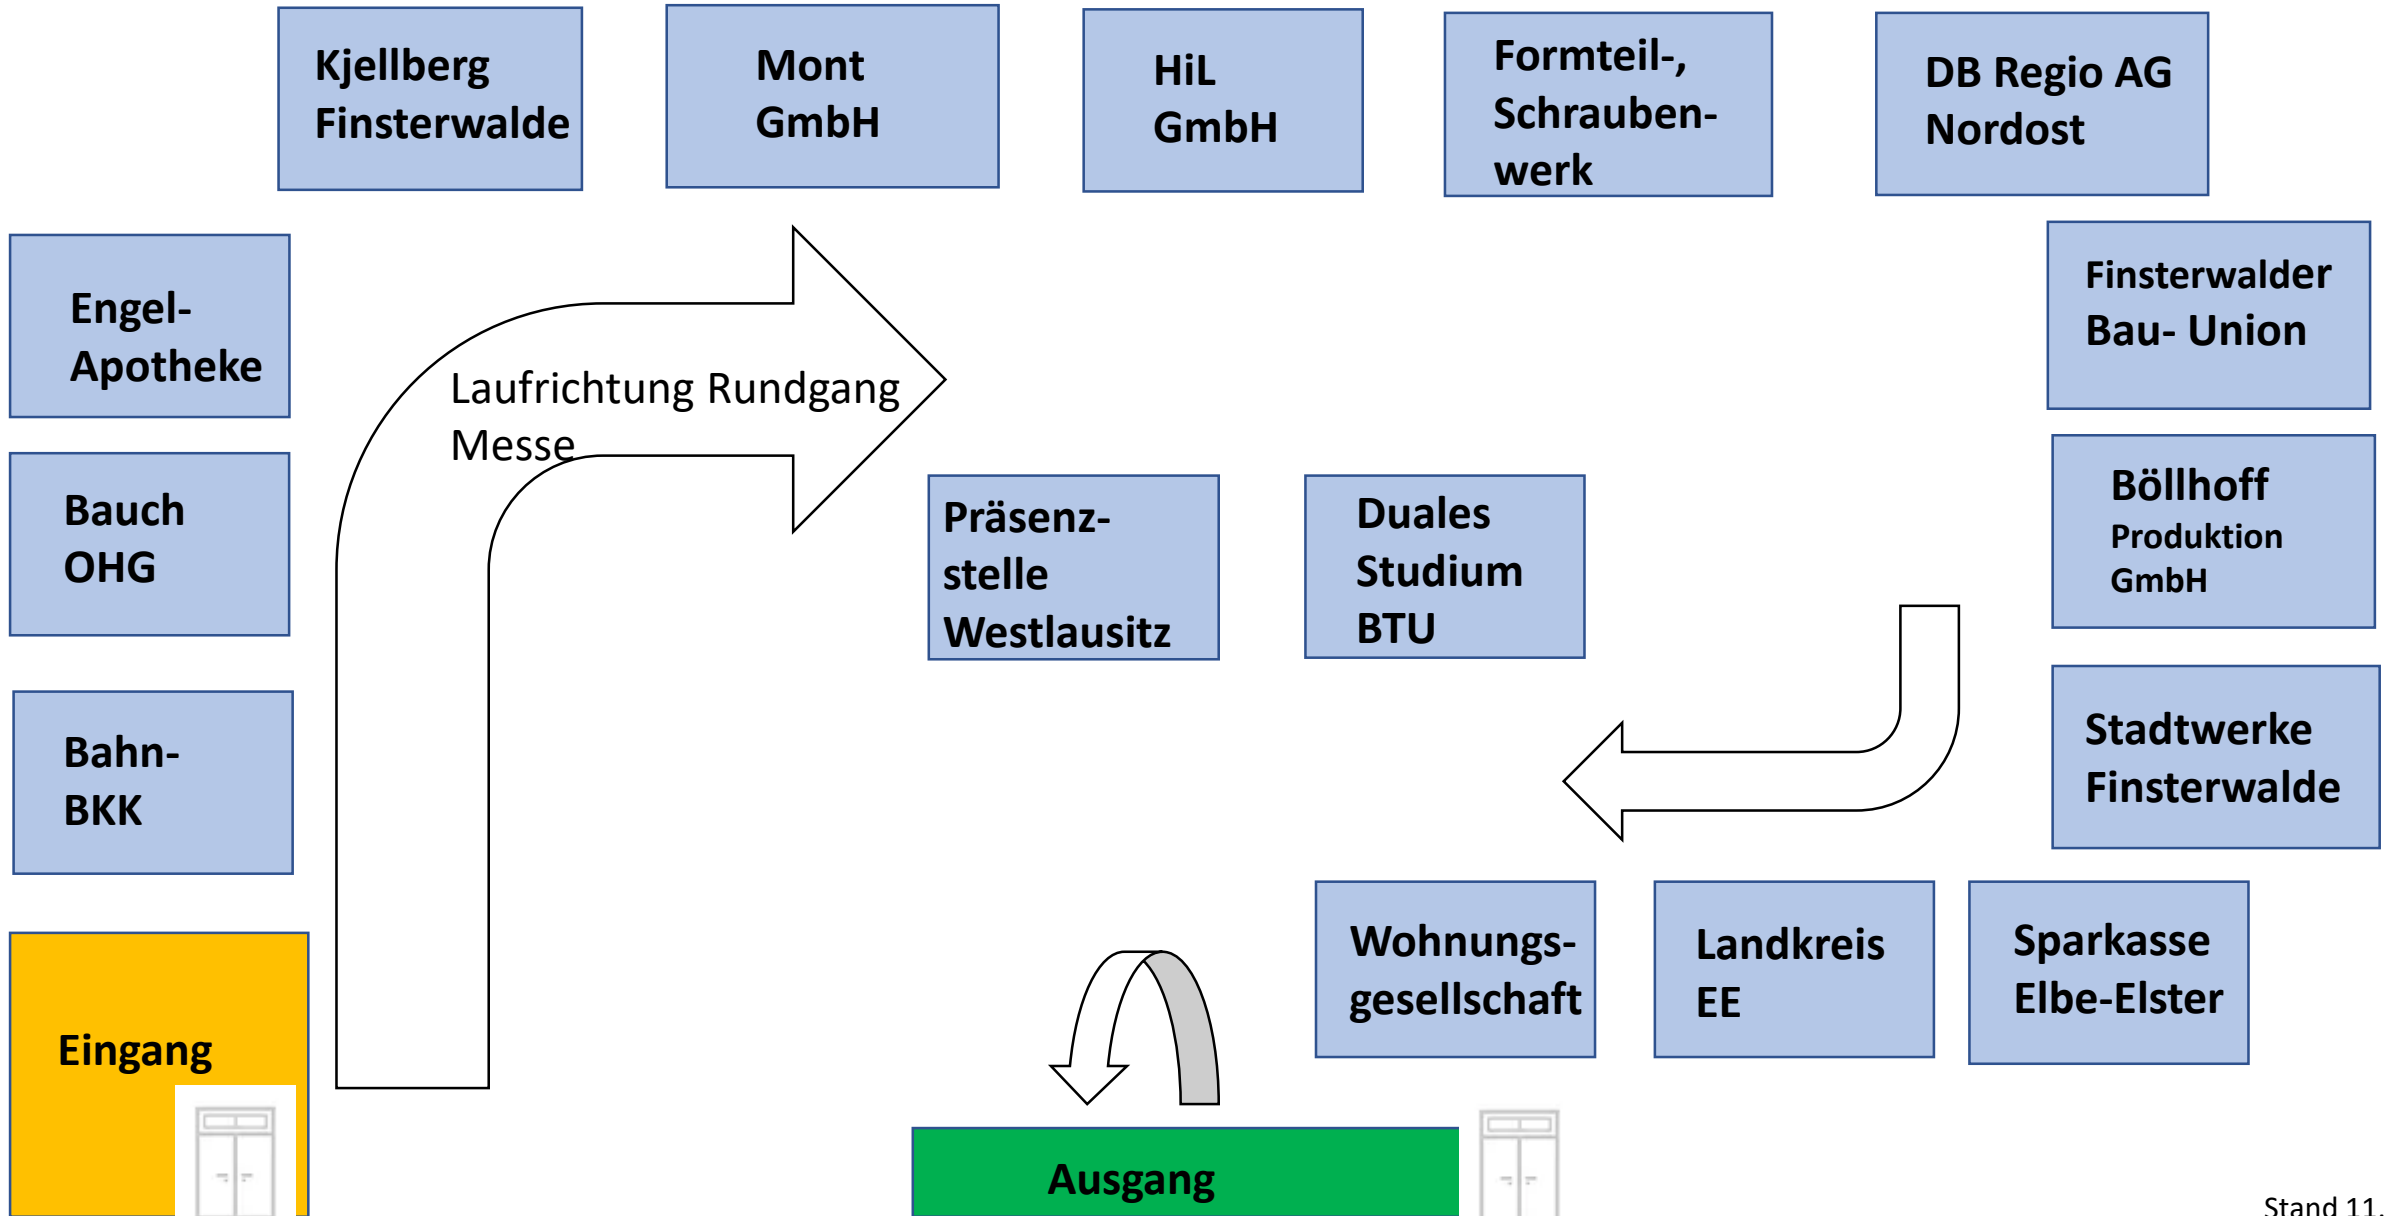 Kjellberg
Finsterwalde
Mont
GmbH
HiL
GmbH
Formteil-,
Schrauben-
werk
DB Regio AG
Nordost
Engel-
Apotheke
Finsterwalder
Bau- Union
Laufrichtung Rundgang
Messe
Bauch
OHG
Präsenz-
stelle
Westlausitz
Duales
Studium
BTU
Böllhoff
Produktion
GmbH
Bahn-
BKK
Stadtwerke
Finsterwalde
Wohnungs-
gesellschaft
Landkreis
EE
Sparkasse
Elbe-Elster
Eingang
Ausgang
Stand 11.